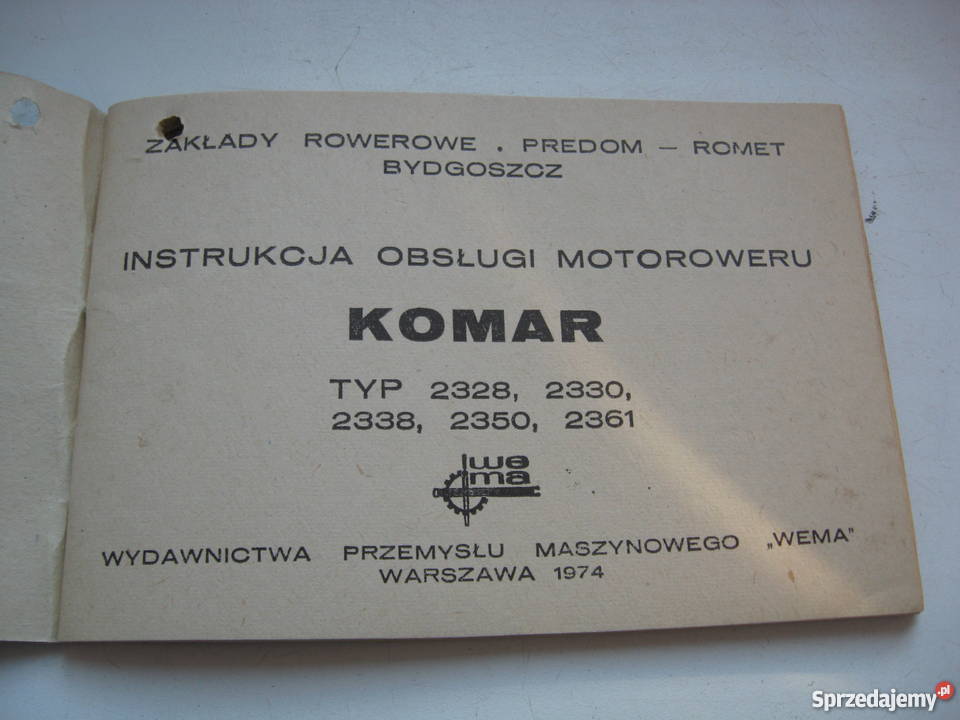 ZAKŁADY ROWEROWE . PREDOM — ROMET
BYDGOSZCZ
INSTRUKCJA OBSŁUGI MOTOROWERU
KOMAR
TYP 2328, 2330,
2338, 2350, 2361
we
ma
WYDAWNICTWA PRZEMYSŁU MASZYNOWEGO „WEMA"
WARSZAWA 1974
Sprzedajemy.pl